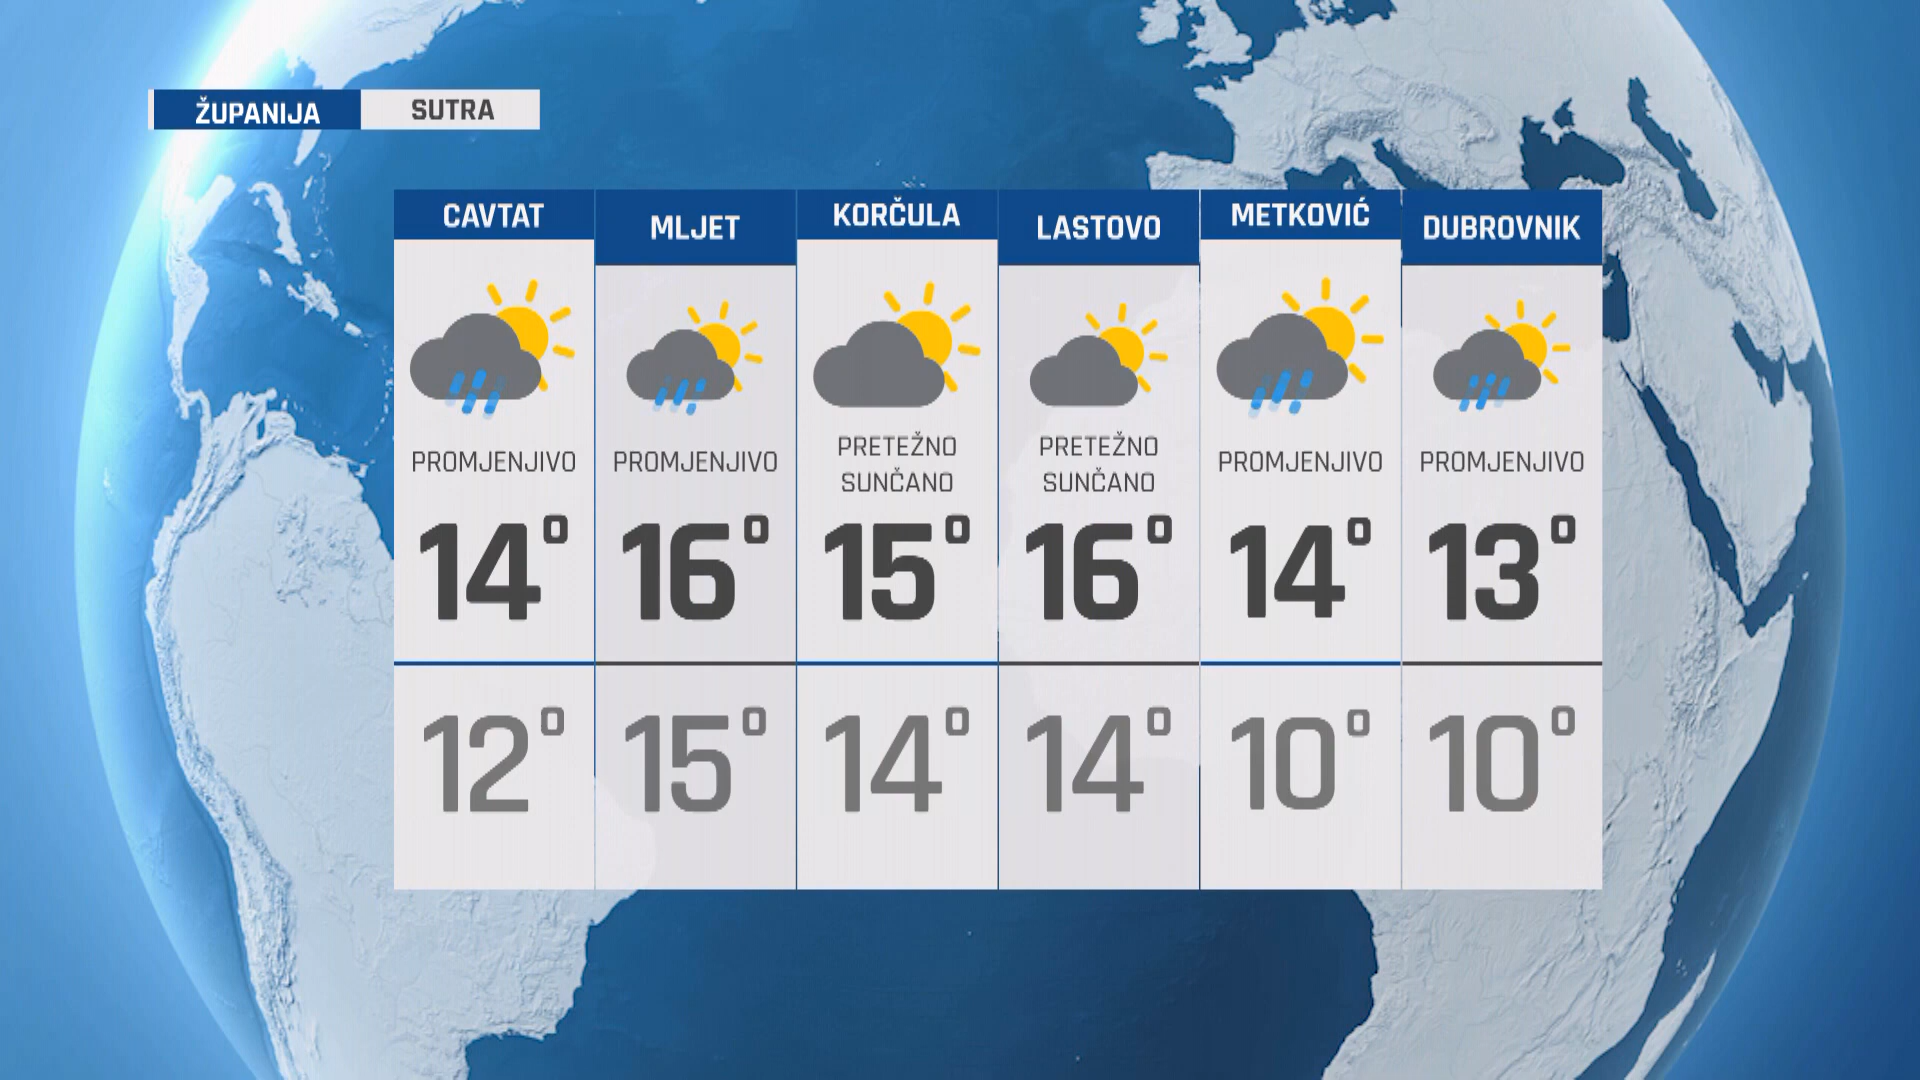 ŽUPANIJA SUTRA
CAVTAT MLJET KORČULA LASTOVO METKOVIĆ DUBROVNIK
PROMJENJIVO PROMJENJIVO PRETEŽNO SUNČANO PRETEŽNO SUNČANO PROMJENJIVO PROMJENJIVO
14° 16° 15° 16° 14° 13°
12° 15° 14° 14° 10° 10°